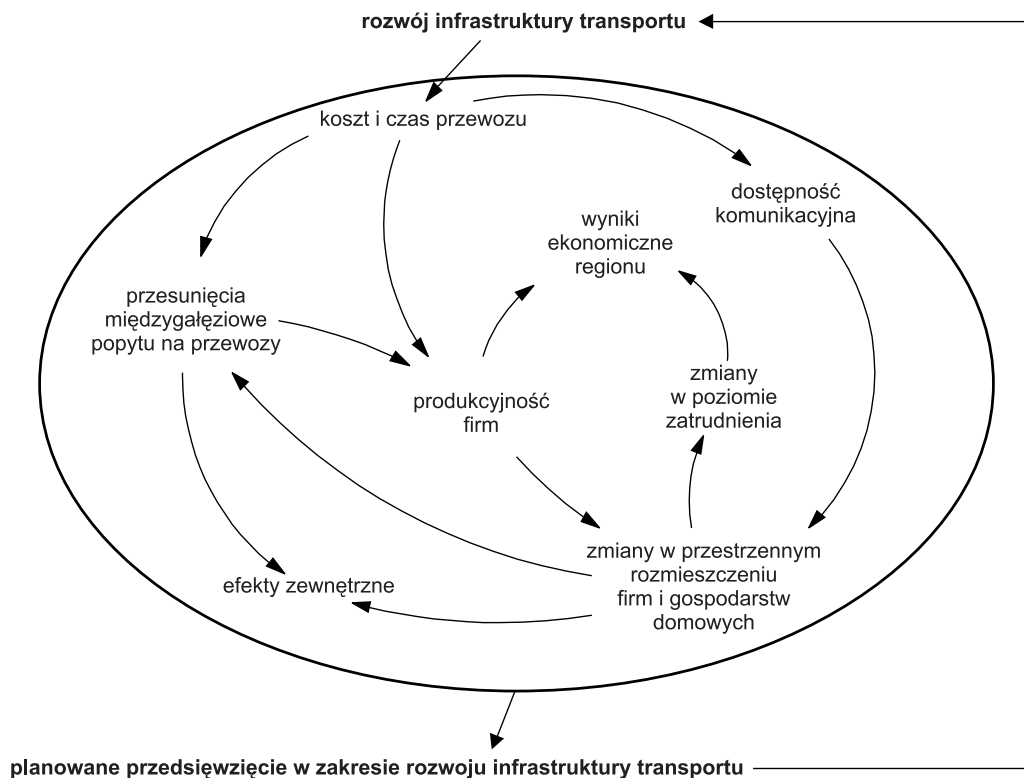 rozwój infrastruktury transportu
koszt i czas przewozu
dostępność
komunikacyjna
wyniki
ekonomiczne
regionu
przesunięcia
międzygałęziowe
popytu na przewozy
produkcyjność
firm
zmiany
w poziomie
zatrudnienia
zmiany w przestrzennym
rozmieszczeniu
firm i gospodarstw
domowych
efekty zewnętrzne
planowane przedsięwzięcie w zakresie rozwoju infrastruktury transportu